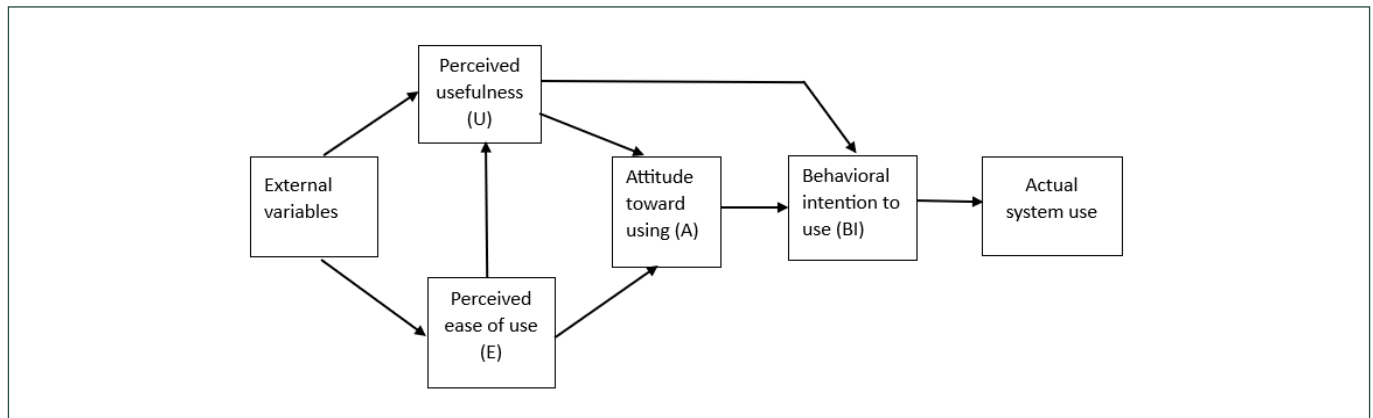 Perceived
usefulness
(U)
External
variables
Perceived
ease of use
(E)
Attitude
toward
using (A)
Behavioral
intention to
use (BI)
Actual
system use